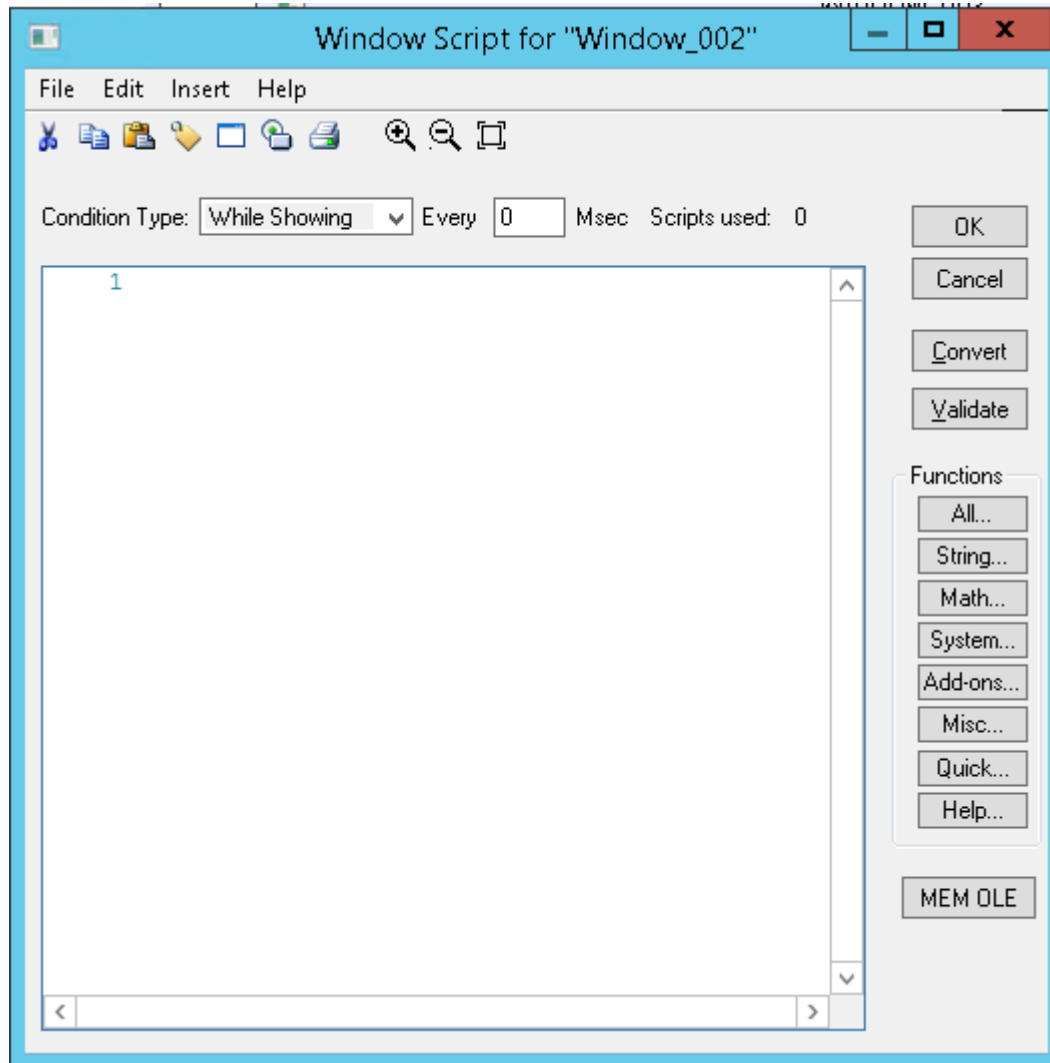 Window Script for "Window_002"
File Edit Insert Help
Condition Type: While Showing Every 0 Msec Scripts used: 0
OK
1
Cancel
Convert
Validate
Functions
All...
String...
Math...
System...
Add-ons...
Misc...
Quick...
Help...
MEM OLE